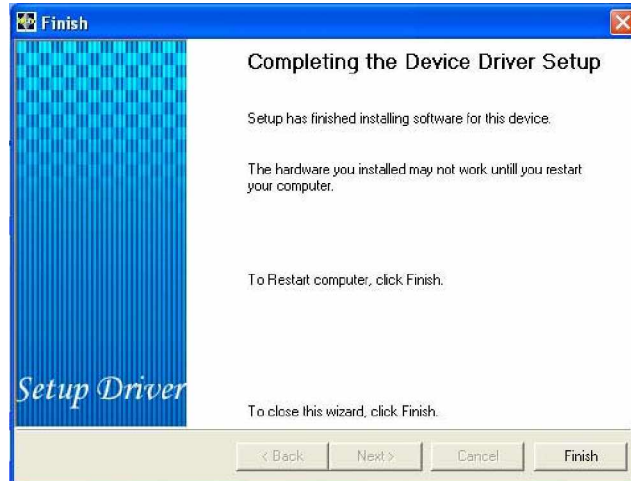 Finish
Completing the Device Driver Setup
Setup has finished installing software for this device.
The hardware you installed may not work untill you restart
your computer.
To Restart computer, click Finish.
Setup Driver
To close this wizard, click Finish.
< Back Next > Cancel Finish